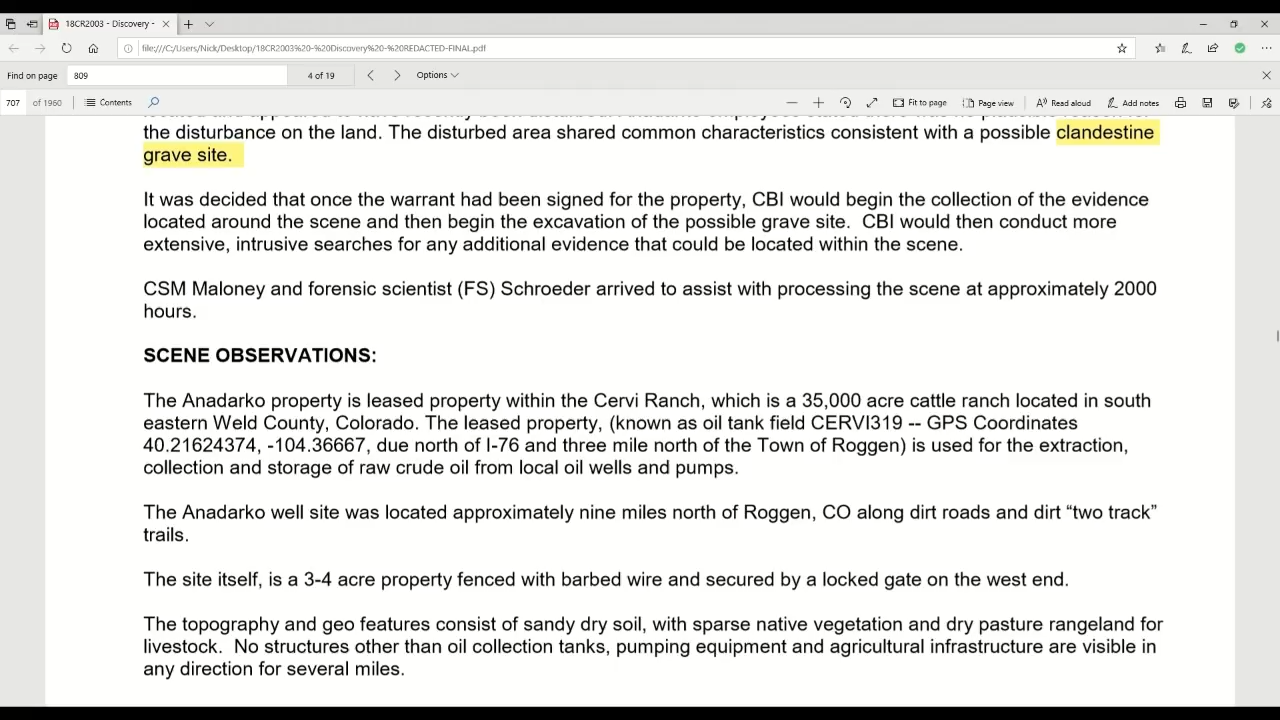 18CR2003 - Discovery -
file:///C:/Users/Nick/Desktop/18CR2003%20-%20Discovery%20-%20REDACTED-FINAL.pdf
Find on page 809 4 of 19 Options
707 of 1960 Contents Fit to page Page view Read aloud Add notes
the disturbance on the land. The disturbed area shared common characteristics consistent with a possible clandestine
grave site.
It was decided that once the warrant had been signed for the property, CBI would begin the collection of the evidence
located around the scene and then begin the excavation of the possible grave site.  CBI would then conduct more
extensive, intrusive searches for any additional evidence that could be located within the scene.
CSM Maloney and forensic scientist (FS) Schroeder arrived to assist with processing the scene at approximately 2000
hours.
SCENE OBSERVATIONS:
The Anadarko property is leased property within the Cervi Ranch, which is a 35,000 acre cattle ranch located in south
eastern Weld County, Colorado. The leased property, (known as oil tank field CERVI319 -- GPS Coordinates
40.21624374, -104.36667, due north of I-76 and three mile north of the Town of Roggen) is used for the extraction,
collection and storage of raw crude oil from local oil wells and pumps.
The Anadarko well site was located approximately nine miles north of Roggen, CO along dirt roads and dirt “two track”
trails.
The site itself, is a 3-4 acre property fenced with barbed wire and secured by a locked gate on the west end.
The topography and geo features consist of sandy dry soil, with sparse native vegetation and dry pasture rangeland for
livestock.  No structures other than oil collection tanks, pumping equipment and agricultural infrastructure are visible in
any direction for several miles.